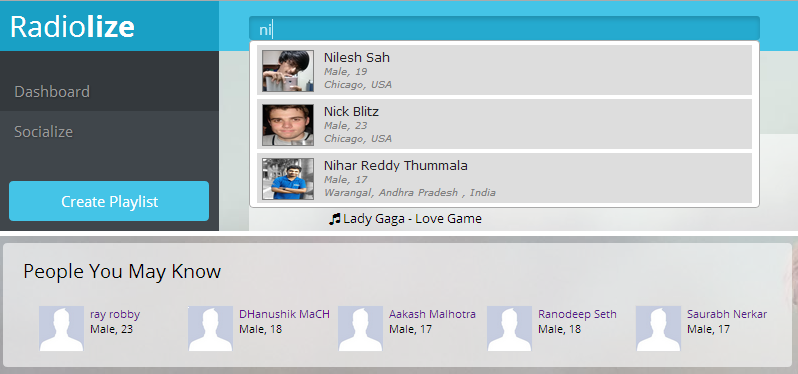 Radiolize
ni
Nilesh Sah
Male, 19
Chicago, USA
Dashboard
Nick Blitz
Male, 23
Chicago, USA
Socialize
Nihar Reddy Thummala
Male, 17
Warangal, Andhra Pradesh , India
Create Playlist
Lady Gaga - Love Game
People You May Know
ray robby
Male, 23
DHanushik MaCH
Male, 18
Aakash Malhotra
Male, 17
Ranodeep Seth
Male, 18
Saurabh Nerkar
Male, 17